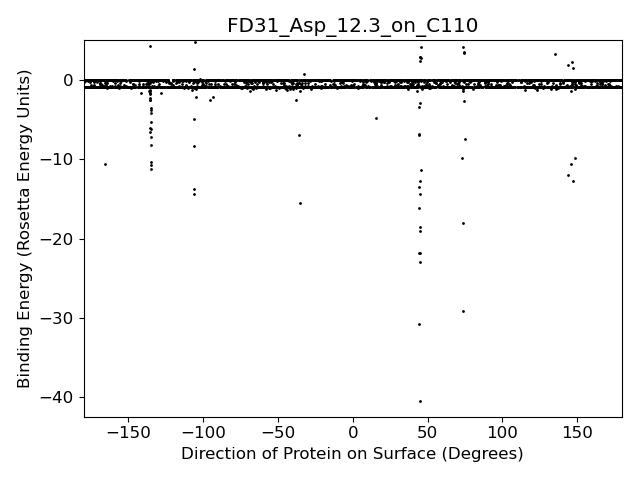 FD31_Asp_12.3_on_C110
Binding Energy (Rosetta Energy Units)
0
−10
−20
−30
−40
−150 −100 −50 0 50 100 150
Direction of Protein on Surface (Degrees)